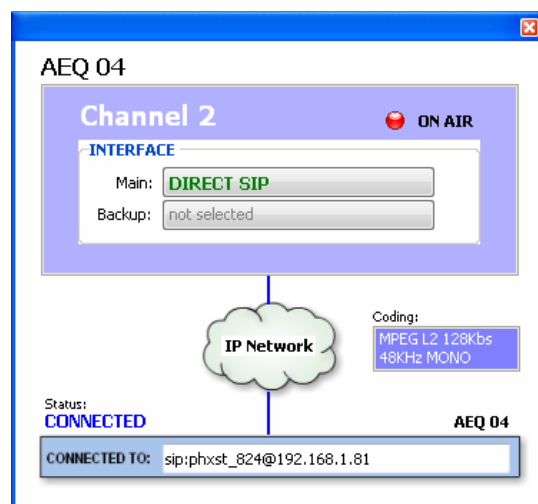 AEQ 04
Channel 2
ON AIR
INTERFACE
Main: DIRECT SIP
Backup: not selected
IP Network
Coding:
MPEG L2 128Kbs
48KHz MONO
Status:
CONNECTED
AEQ 04
CONNECTED TO: sip:phxst_824@192.168.1.81